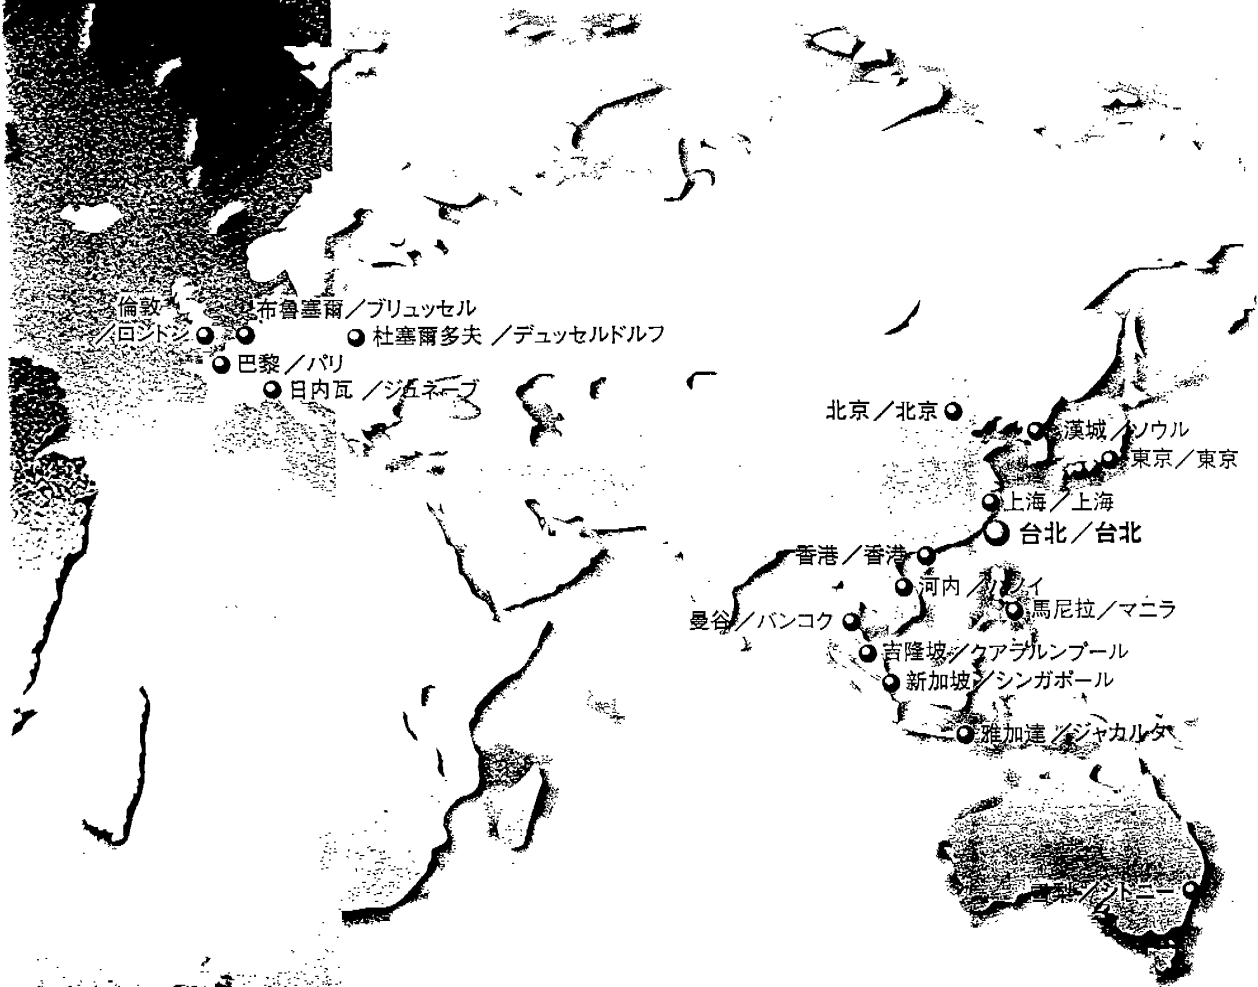 倫敦
／ロンドン
布魯塞爾／ブリュッセル
杜塞爾多夫／デュッセルドルフ
巴黎／パリ
日内瓦／ジュネーブ
北京／北京
漢城／ソウル
東京／東京
上海／上海
台北／台北
香港／香港
河内／ハノイ
馬尼拉／マニラ
曼谷／バンコク
吉隆坡／クアラルンプール
新加坡／シンガポール
雅加達／ジャカルタ
／シドニー